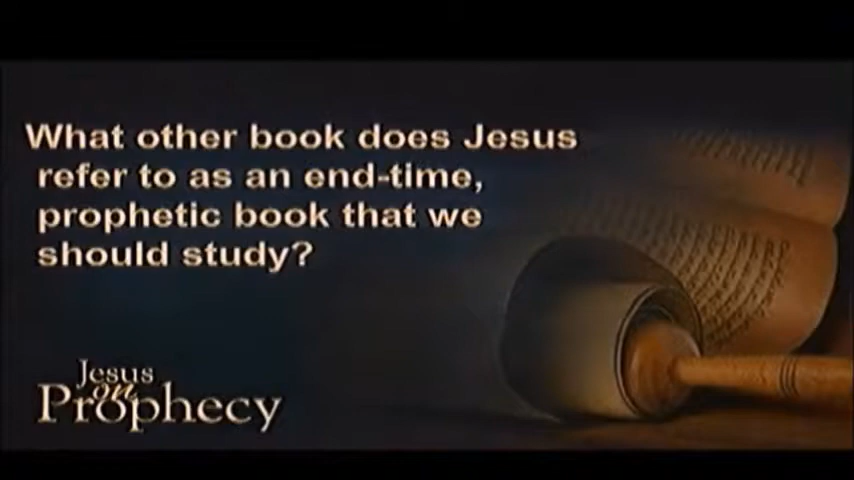 What other book does Jesus
refer to as an end-time,
prophetic book that we
should study?
Jesus
on
Prophecy